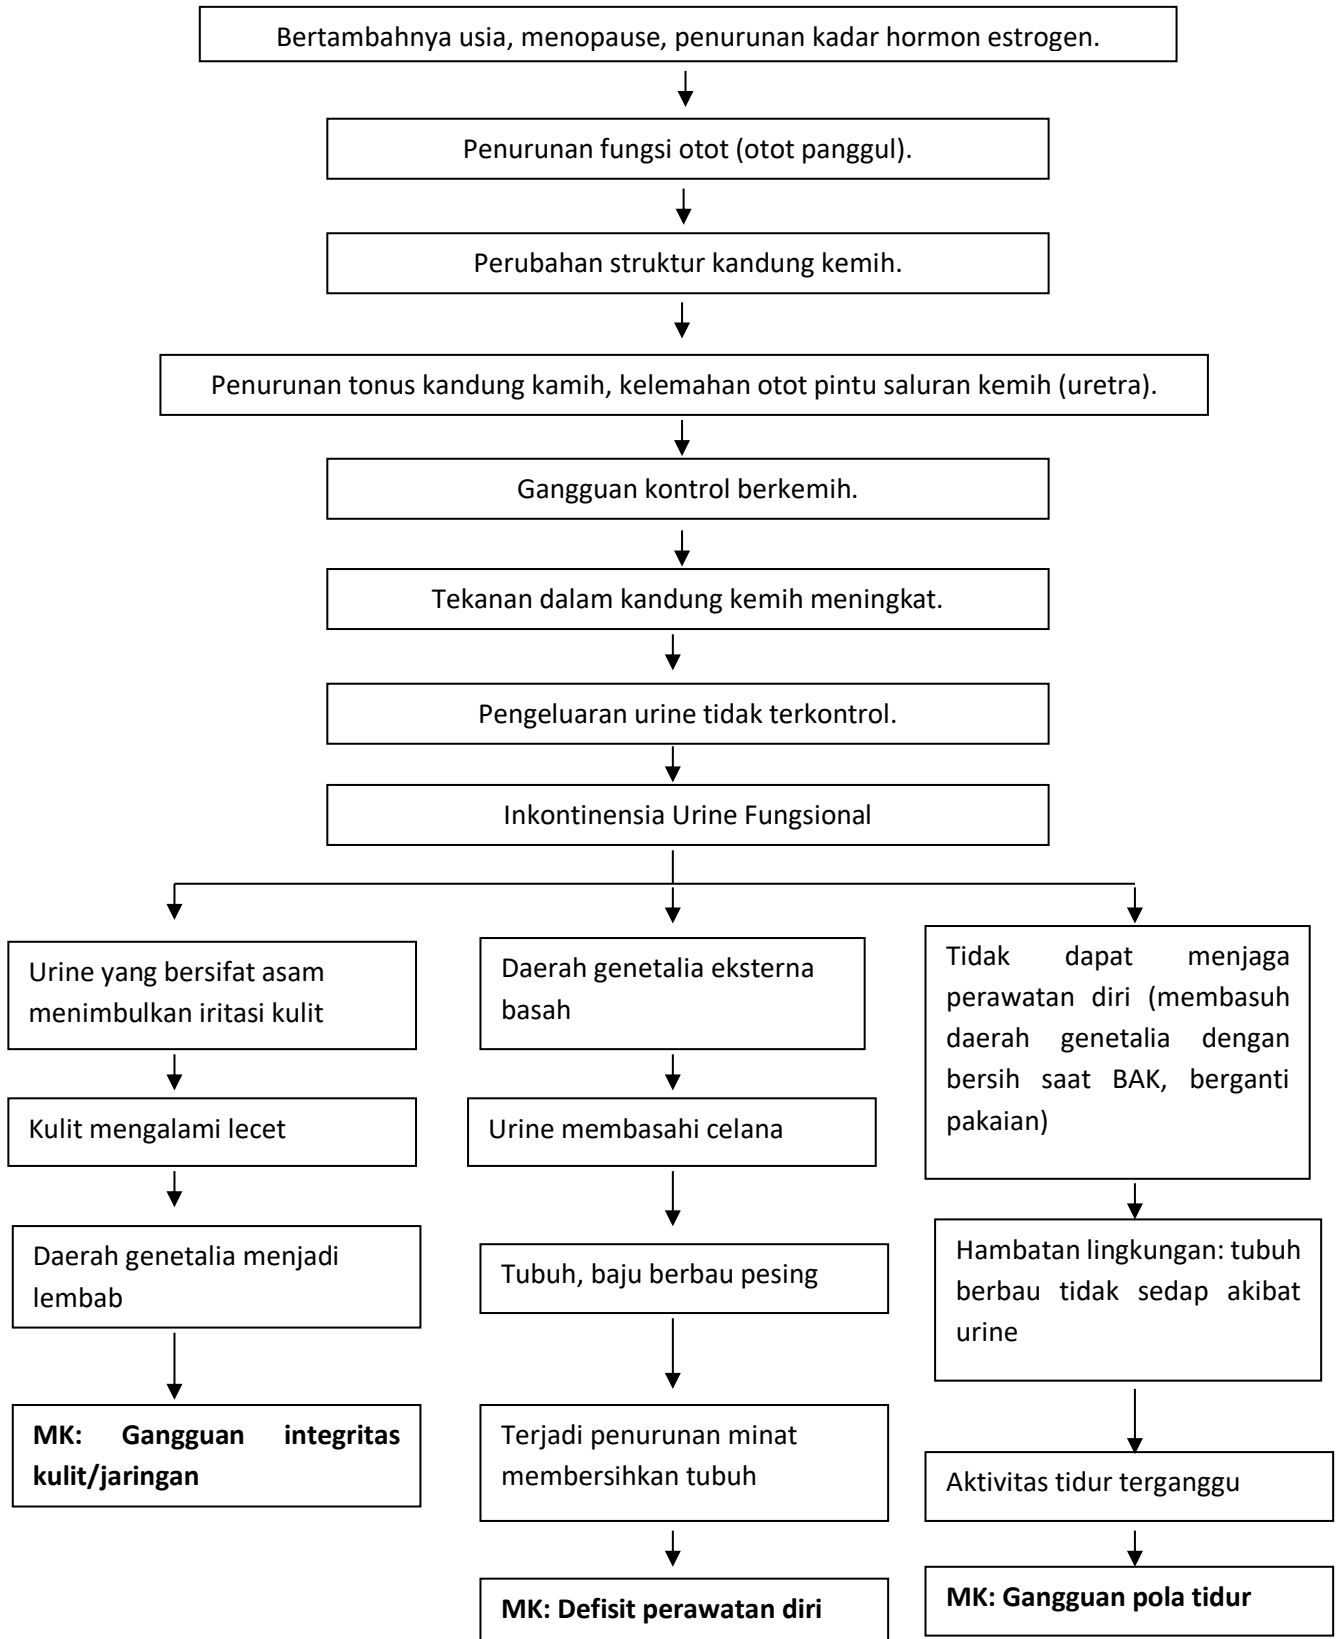 Bertambahnya usia, menopause, penurunan kadar hormon estrogen.
Penurunan fungsi otot (otot panggul).
Perubahan struktur kandung kemih.
Penurunan tonus kandung kamih, kelemahan otot pintu saluran kemih (uretra).
Gangguan kontrol berkemih.
Tekanan dalam kandung kemih meningkat.
Pengeluaran urine tidak terkontrol.
Inkontinensia Urine Fungsional
Urine yang bersifat asam
menimbulkan iritasi kulit
Kulit mengalami lecet
Daerah genetalia menjadi
lembab
MK: Gangguan integritas
kulit/jaringan
Daerah genetalia eksterna
basah
Urine membasahi celana
Tubuh, baju berbau pesing
Terjadi penurunan minat
membersihkan tubuh
MK: Defisit perawatan diri
Tidak dapat menjaga
perawatan diri (membasuh
daerah genetalia dengan
bersih saat BAK, berganti
pakaian)
Hambatan lingkungan: tubuh
berbau tidak sedap akibat
urine
Aktivitas tidur terganggu
MK: Gangguan pola tidur